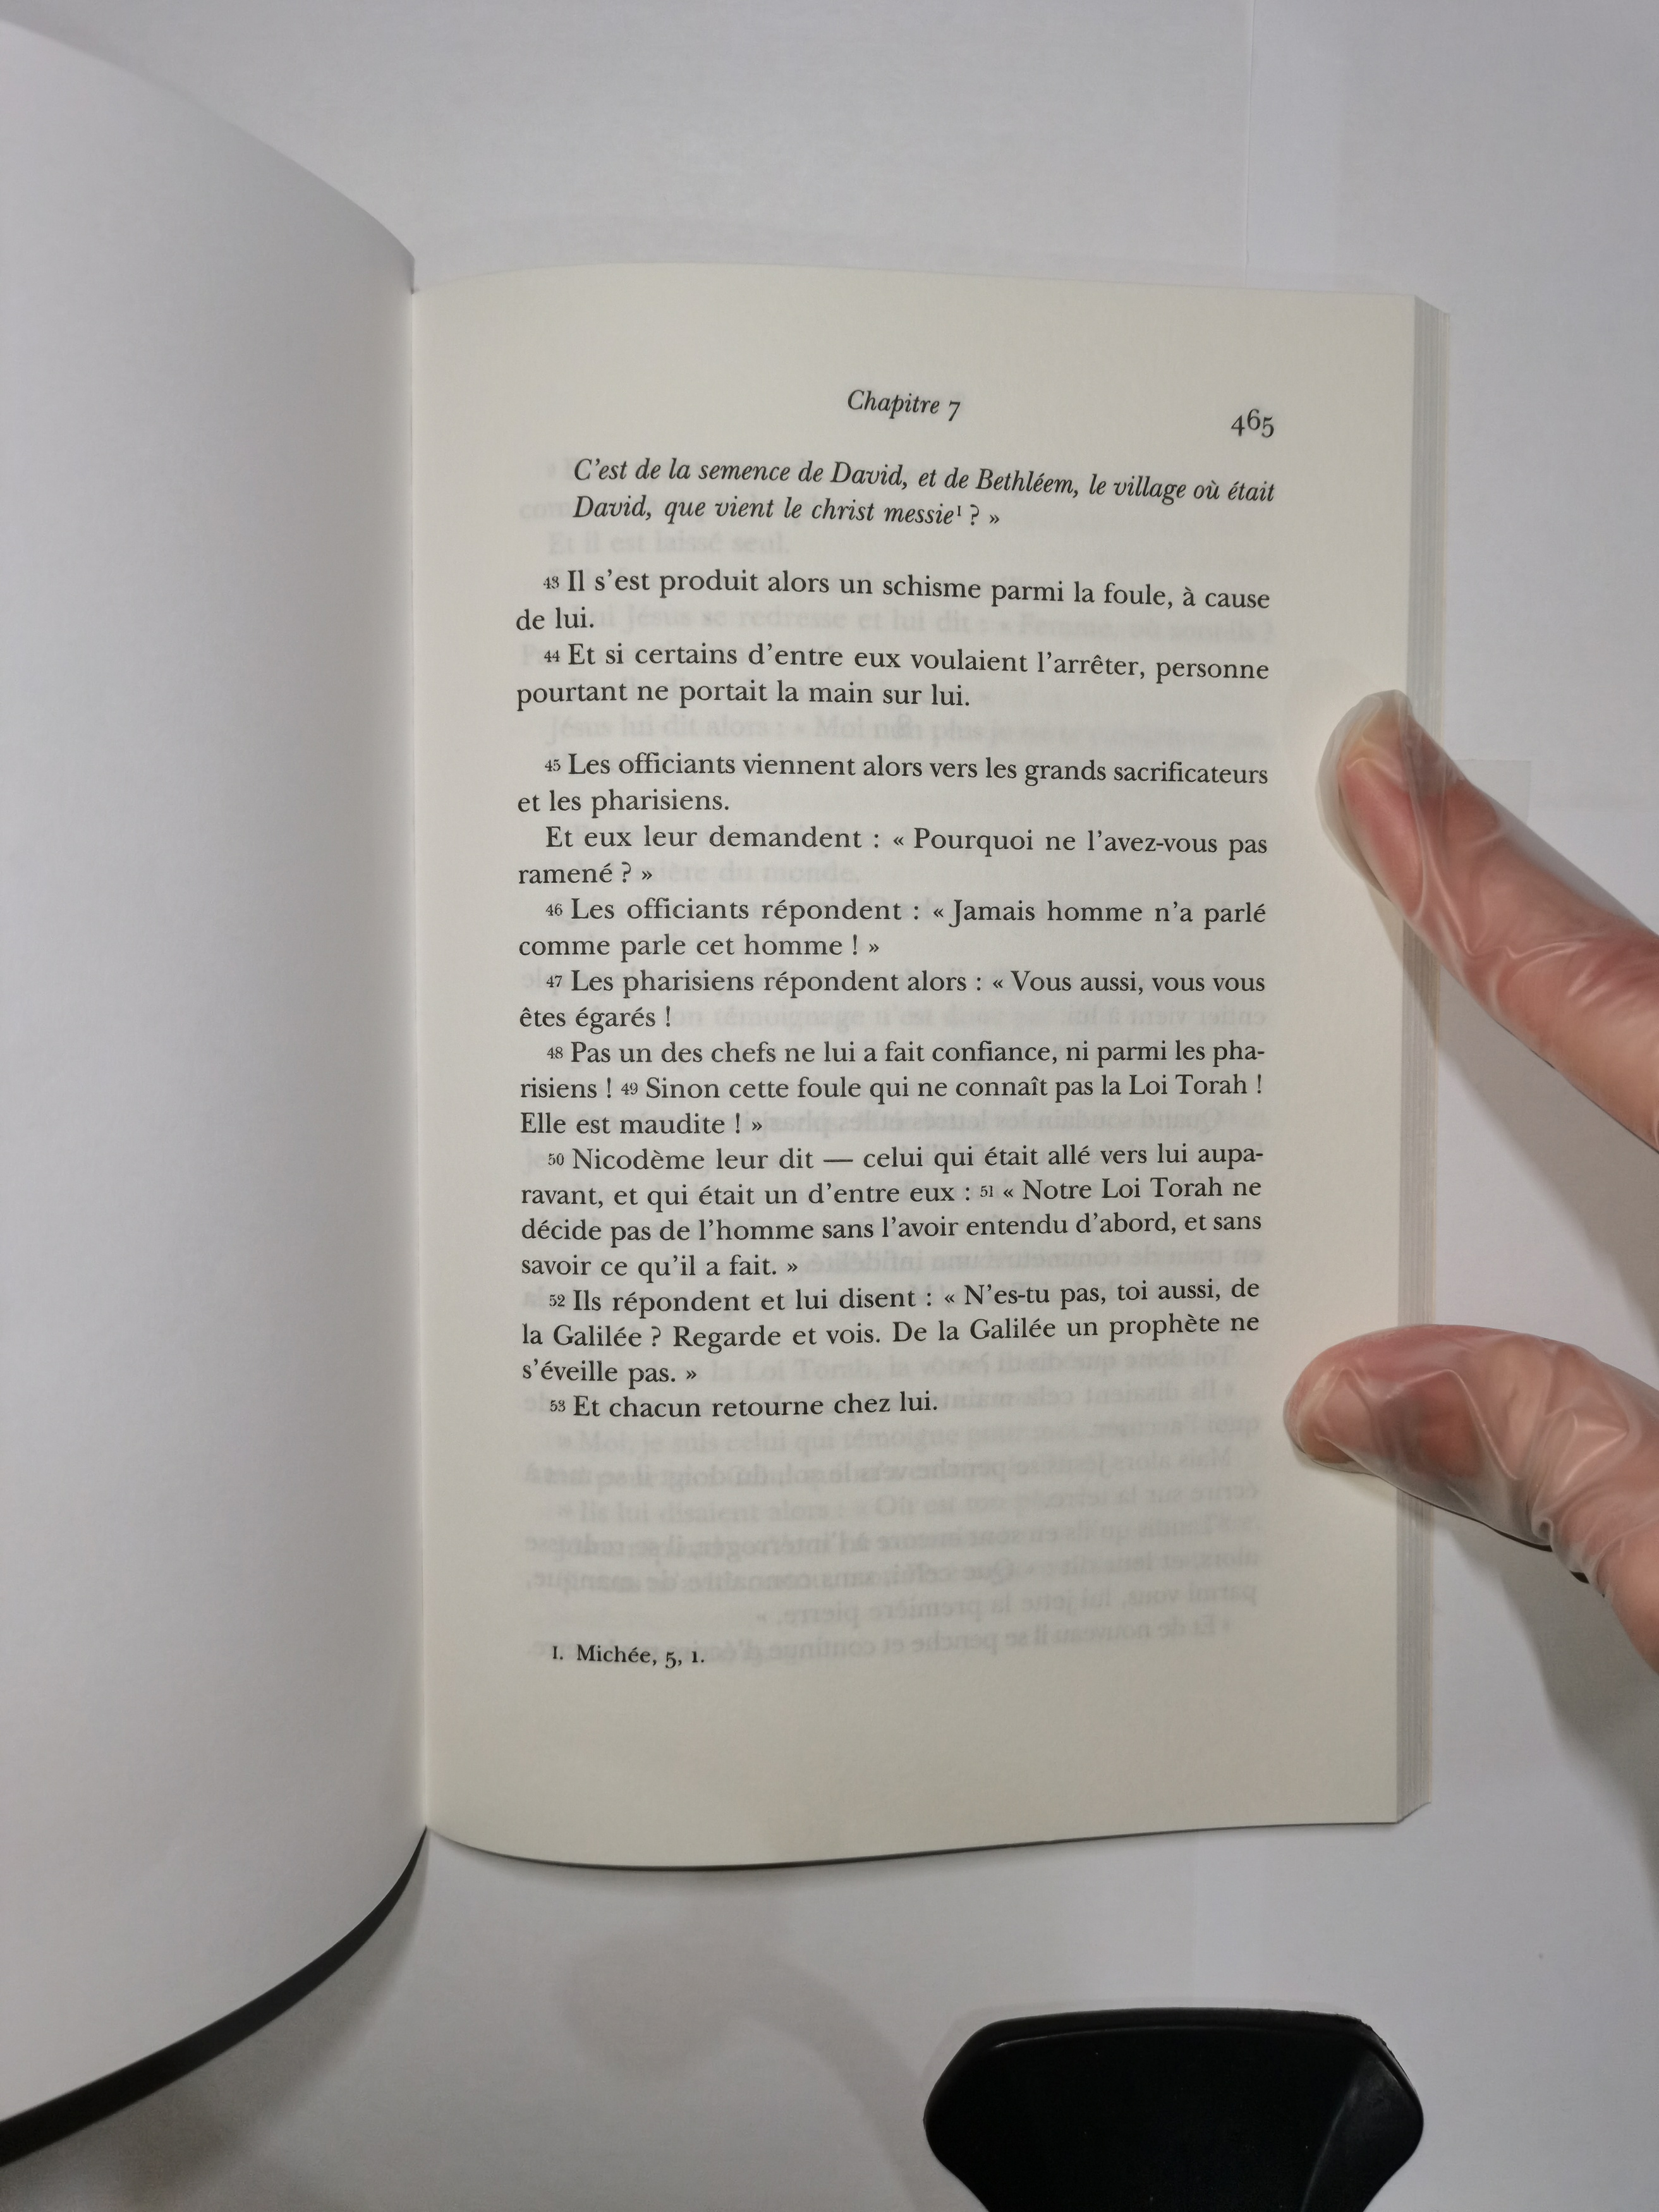 Chapitre 7
465
C’est de la semence de David, et de Bethléem, le village où était
David, que vient le christ messie¹ ? »
43 Il s’est produit alors un schisme parmi la foule, à cause
de lui.
44 Et si certains d’entre eux voulaient l’arrêter, personne
pourtant ne portait la main sur lui.
45 Les officiants viennent alors vers les grands sacrificateurs
et les pharisiens.
Et eux leur demandent : « Pourquoi ne l’avez-vous pas
ramené ? »
46 Les officiants répondent : « Jamais homme n’a parlé
comme parle cet homme ! »
47 Les pharisiens répondent alors : « Vous aussi, vous vous
êtes égarés !
48 Pas un des chefs ne lui a fait confiance, ni parmi les pha-
risiens ! 49 Sinon cette foule qui ne connaît pas la Loi Torah !
Elle est maudite ! »
50 Nicodème leur dit — celui qui était allé vers lui aupa-
ravant, et qui était un d’entre eux : 51 « Notre Loi Torah ne
décide pas de l’homme sans l’avoir entendu d’abord, et sans
savoir ce qu’il a fait. »
52 Ils répondent et lui disent : « N’es-tu pas, toi aussi, de
la Galilée ? Regarde et vois. De la Galilée un prophète ne
s’éveille pas. »
53 Et chacun retourne chez lui.
1. Michée, 5, 1.